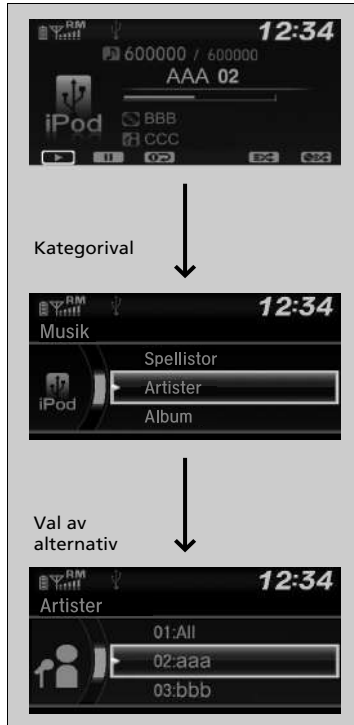 RM 12:34
600000 / 600000
AAA 02
iPod
BBB
CCC
Kategorival
RM 12:34
Musik
Spellistor
Artister
iPod
Album
Val av
alternativ
RM 12:34
Artister
01:All
02:aaa
03:bbb